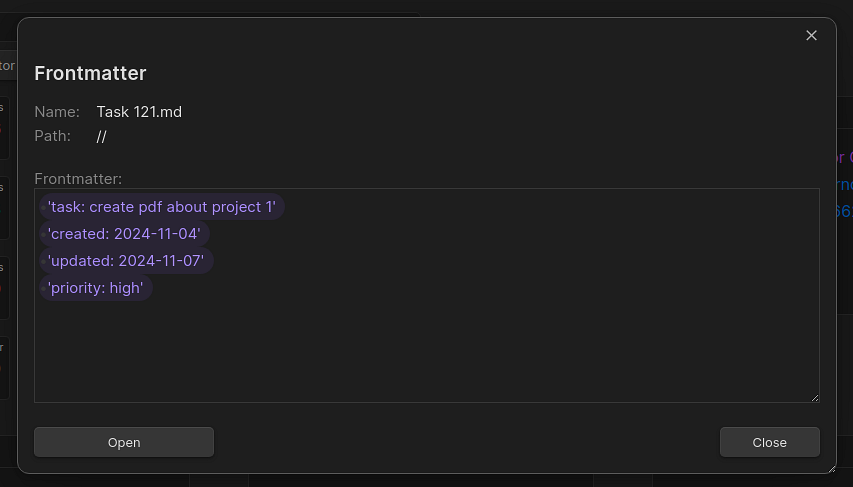 tor
s
Frontmatter
Name: Task 121.md
Path: //
Frontmatter:
'task: create pdf about project 1'
'created: 2024-11-04'
'updated: 2024-11-07'
'priority: high'
Open
Close